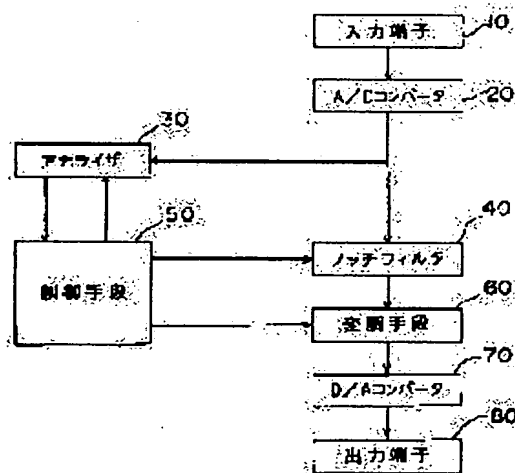 入力端子
10
A/Dコンバータ
20
30
アナライザ
50
制御手段
40
ノッチフィルタ
60
変調手段
70
D/Aコンバータ
80
出力端子